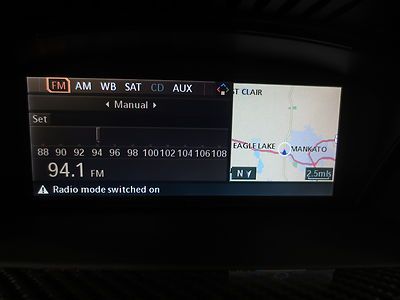 FM AM WB SAT CD AUX
Manual
Set
88 90 92 94 96 98 100 102 104 106 108
94.1 FM
Radio mode switched on
ST CLAIR
EAGLE LAKE
MANKATO
N
2.5mls